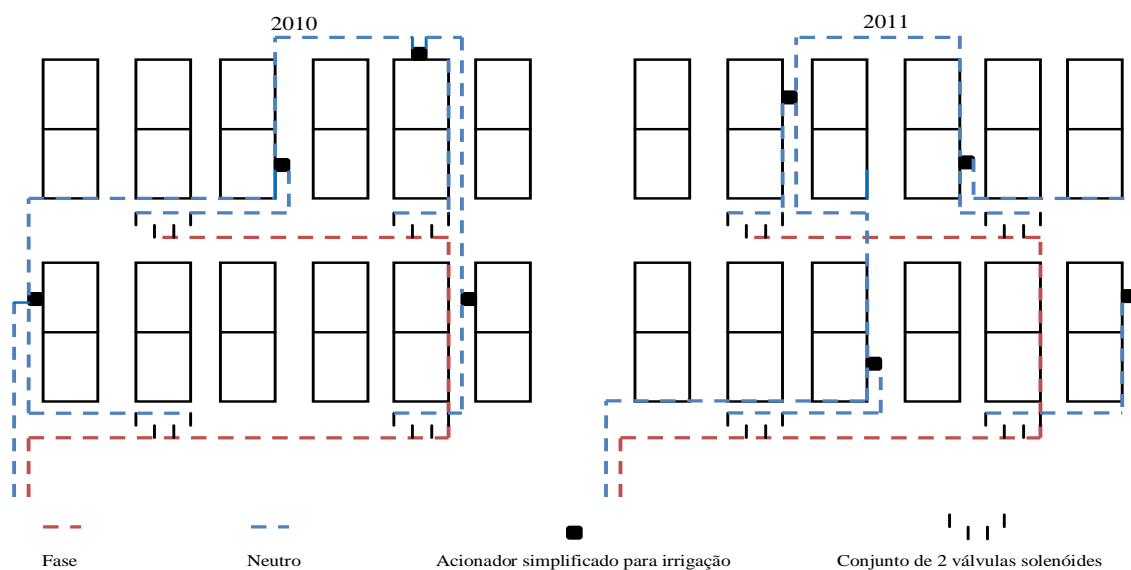 2010
2011
Fase
Neutro
Acionador simplificado para irrigação
Conjunto de 2 válvulas solenóides